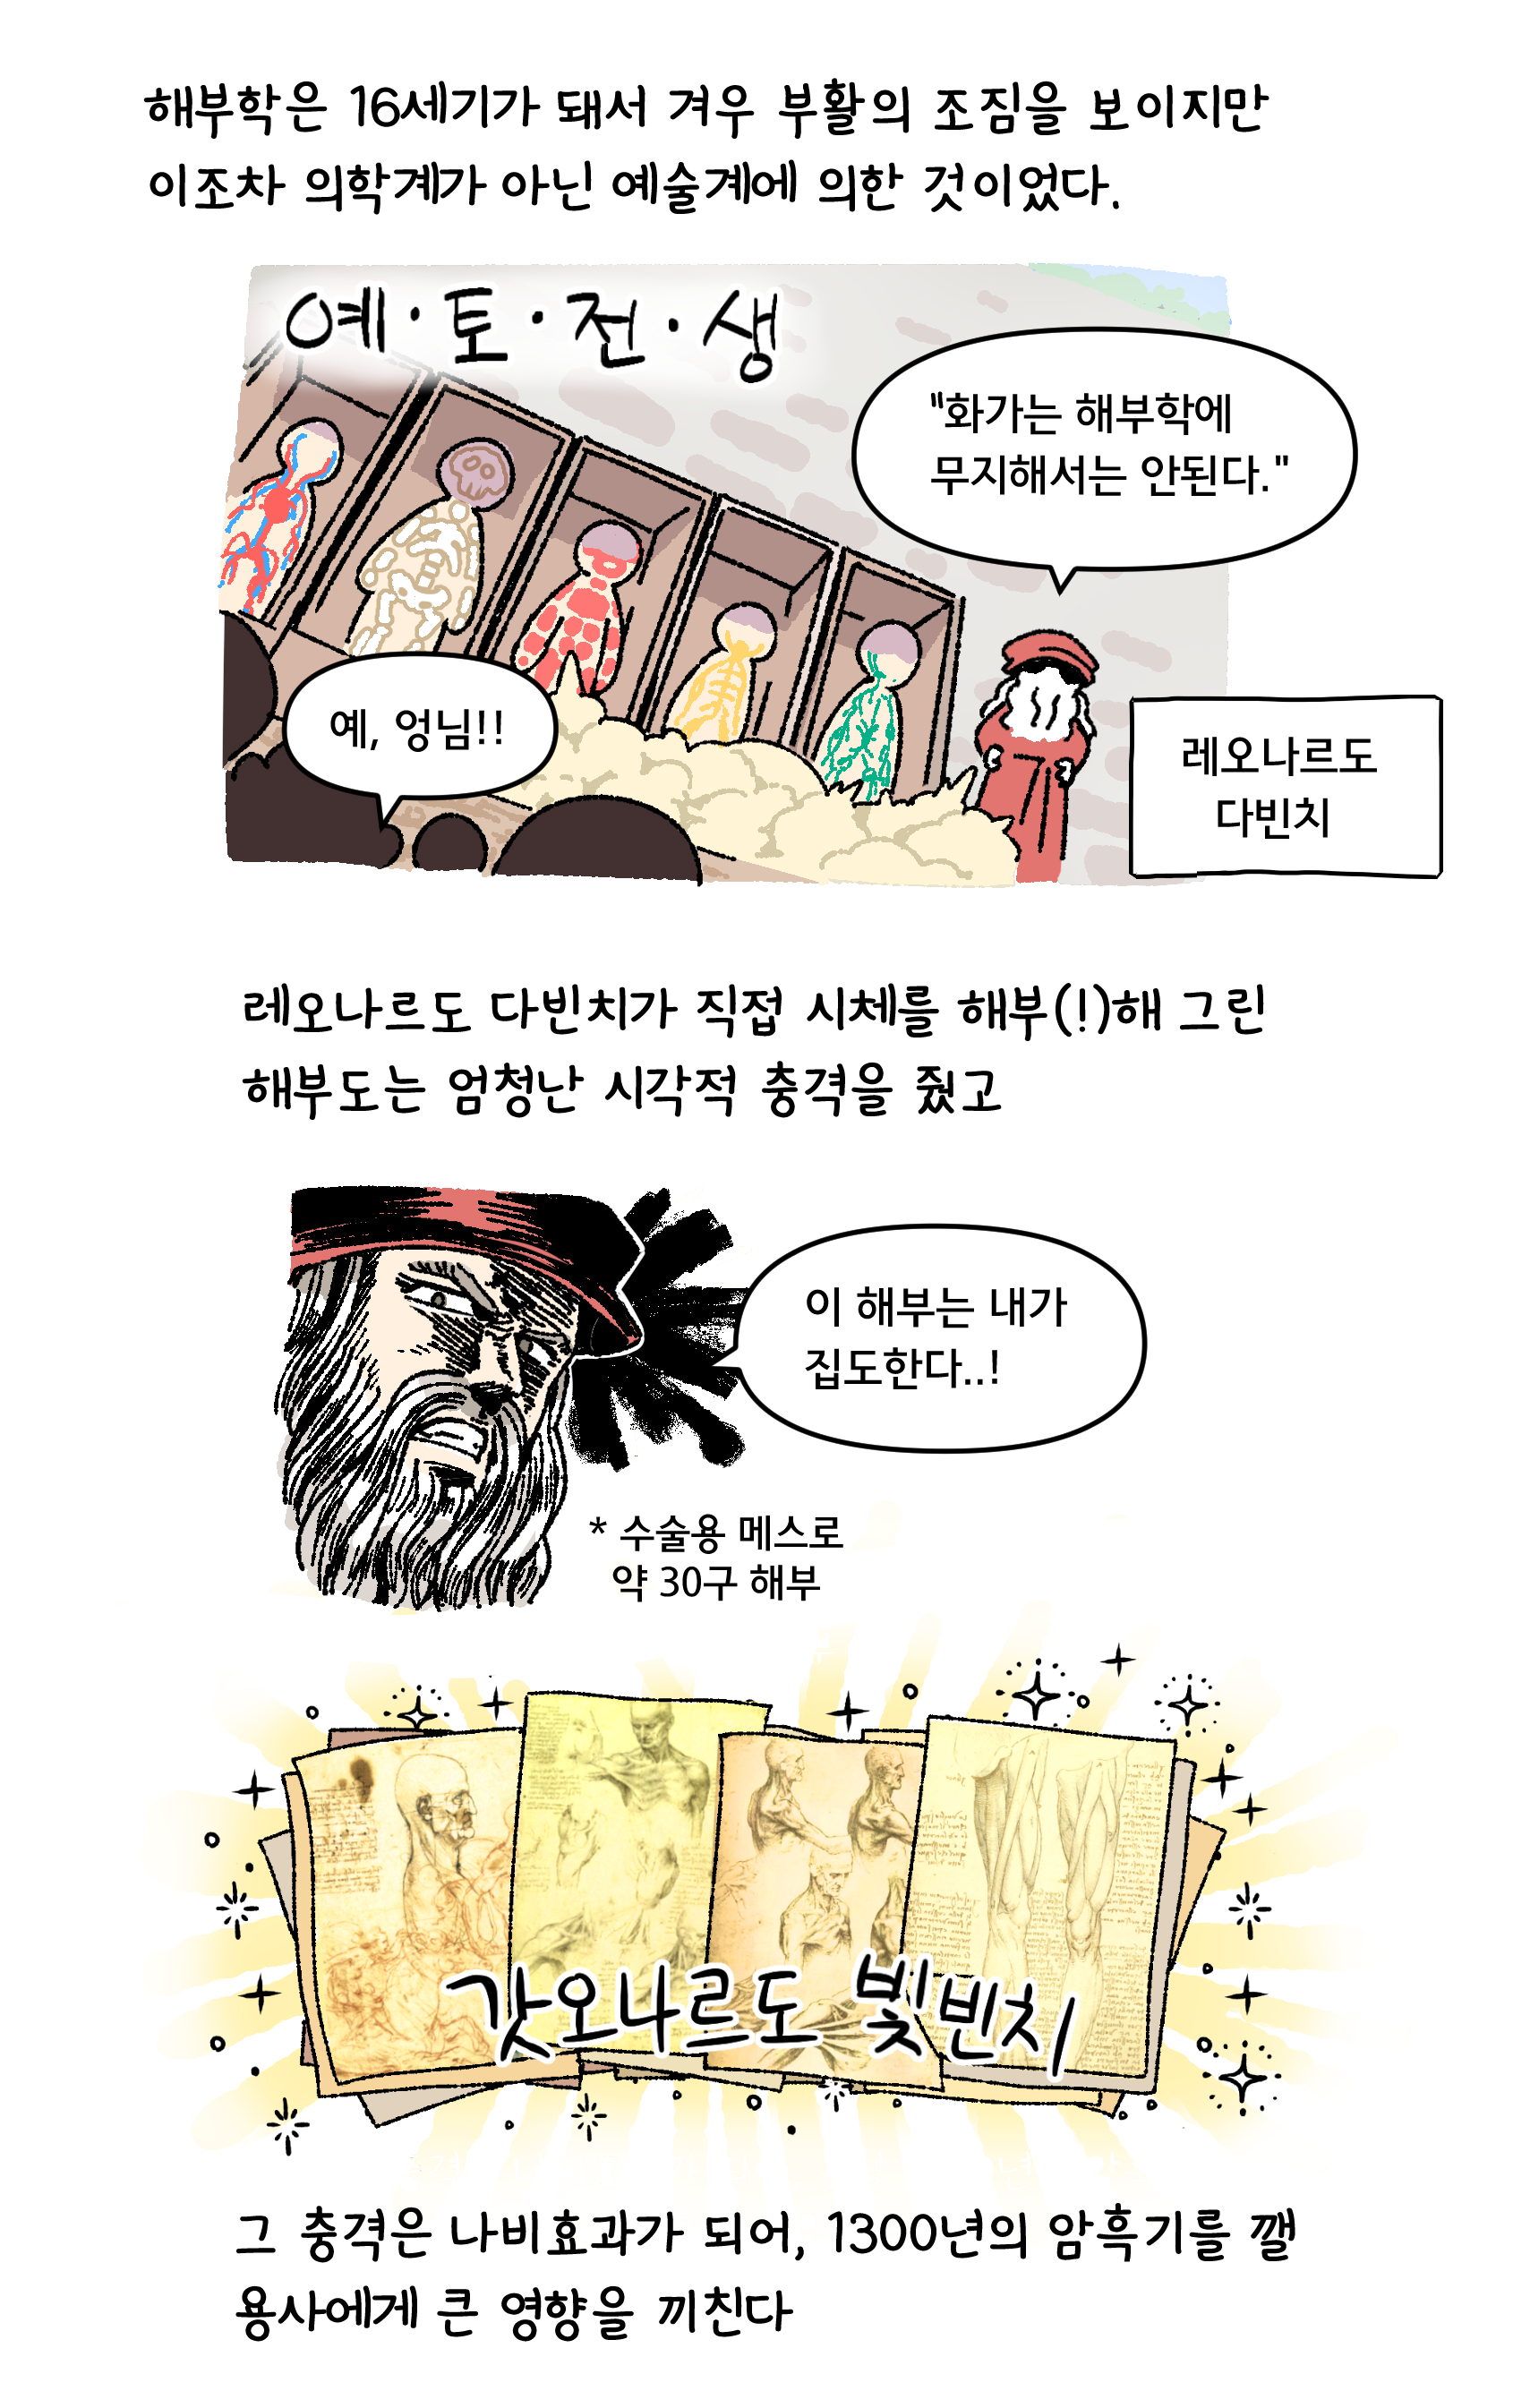 해부학은 16세기가 돼서 겨우 부활의 조짐을 보이지만
이조차 의학계가 아닌 예술계에 의한 것이었다.
예·토·전·생
"화가는 해부학에
무지해서는 안된다."
예, 엉님!!
레오나르도
다빈치
레오나르도 다빈치가 직접 시체를 해부(!)해 그린
해부도는 엄청난 시각적 충격을 줬고
이 해부는 내가
집도한다..!
* 수술용 메스로
약 30구 해부
갓오나르도 빛빈치
그 충격은 나비효과가 되어, 1300년의 암흑기를 깰
용사에게 큰 영향을 끼친다